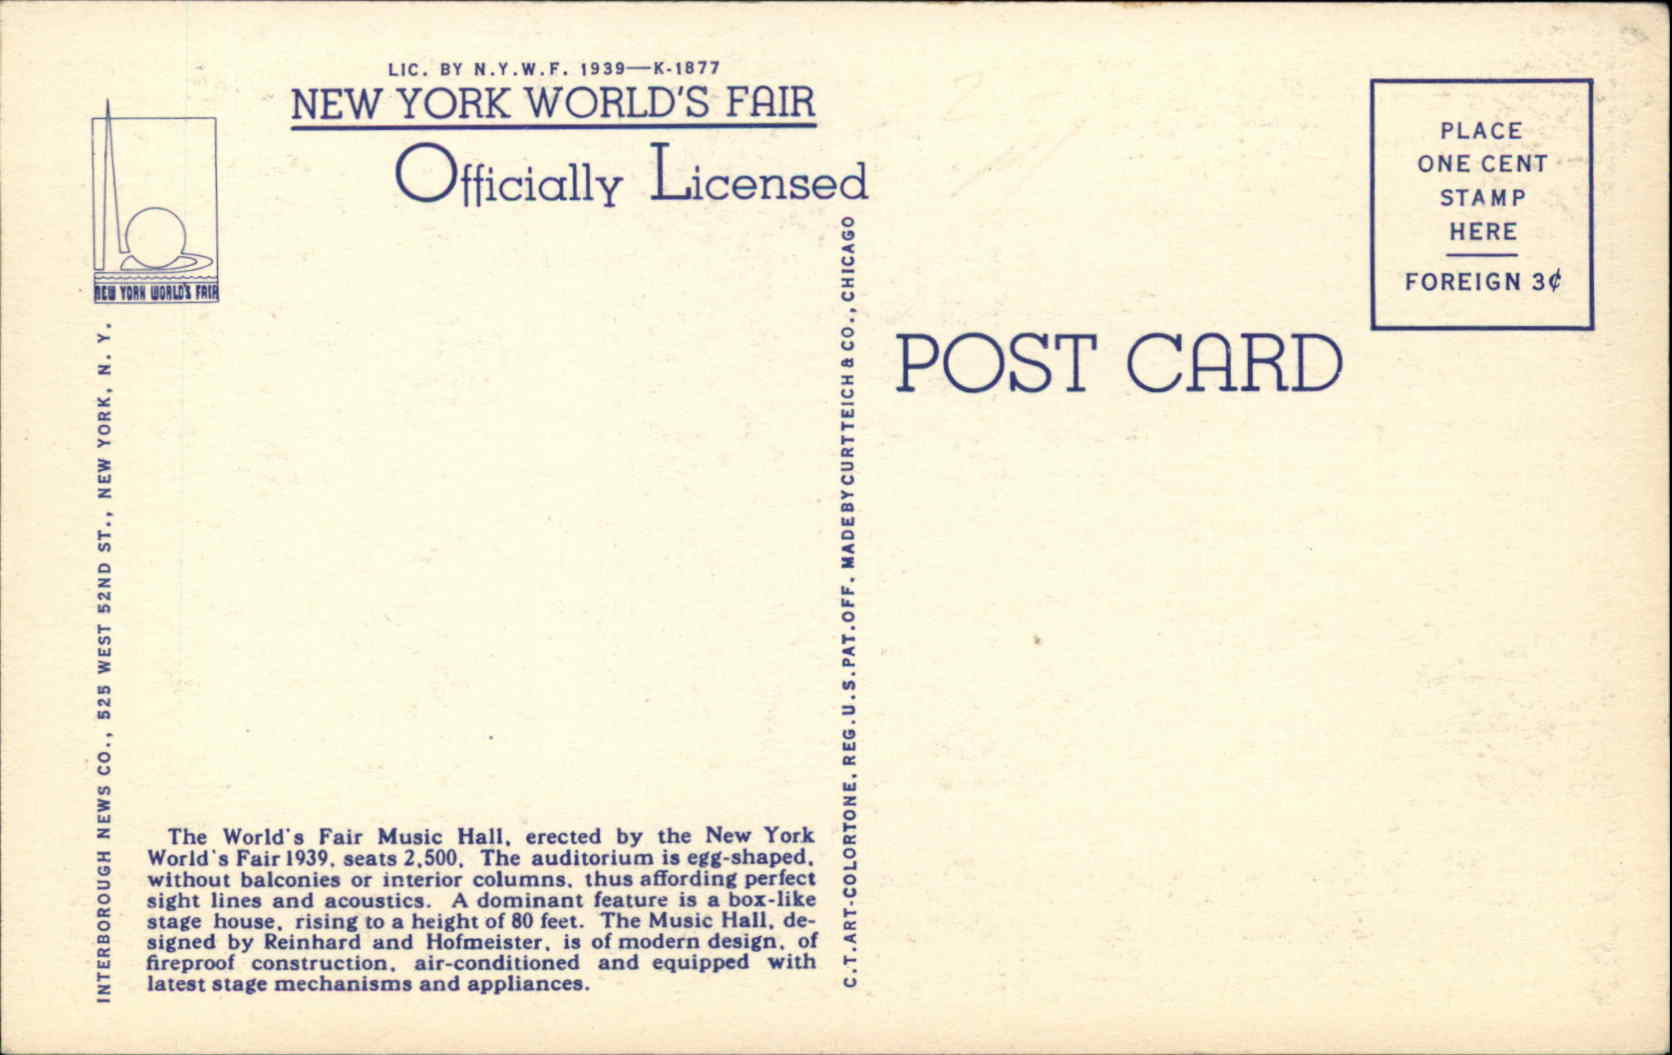 LIC. BY N.Y.W.F. 1939—K-1877
NEW YORK WORLD'S FAIR
Officially Licensed
NEW YORK WORLD'S FAIR
PLACE
ONE CENT
STAMP
HERE
FOREIGN 3¢
POST CARD
INTERBOROUGH NEWS CO., 525 WEST 52ND ST., NEW YORK, N. Y.
C.T. ART-COLORTONE, REG. U.S. PAT. OFF. MADE BY CURT TEICH & CO., CHICAGO
The World's Fair Music Hall, erected by the New York
World's Fair 1939, seats 2,500. The auditorium is egg-shaped,
without balconies or interior columns, thus affording perfect
sight lines and acoustics. A dominant feature is a box-like
stage house, rising to a height of 80 feet. The Music Hall, de-
signed by Reinhard and Hofmeister, is of modern design, of
fireproof construction, air-conditioned and equipped with
latest stage mechanisms and appliances.